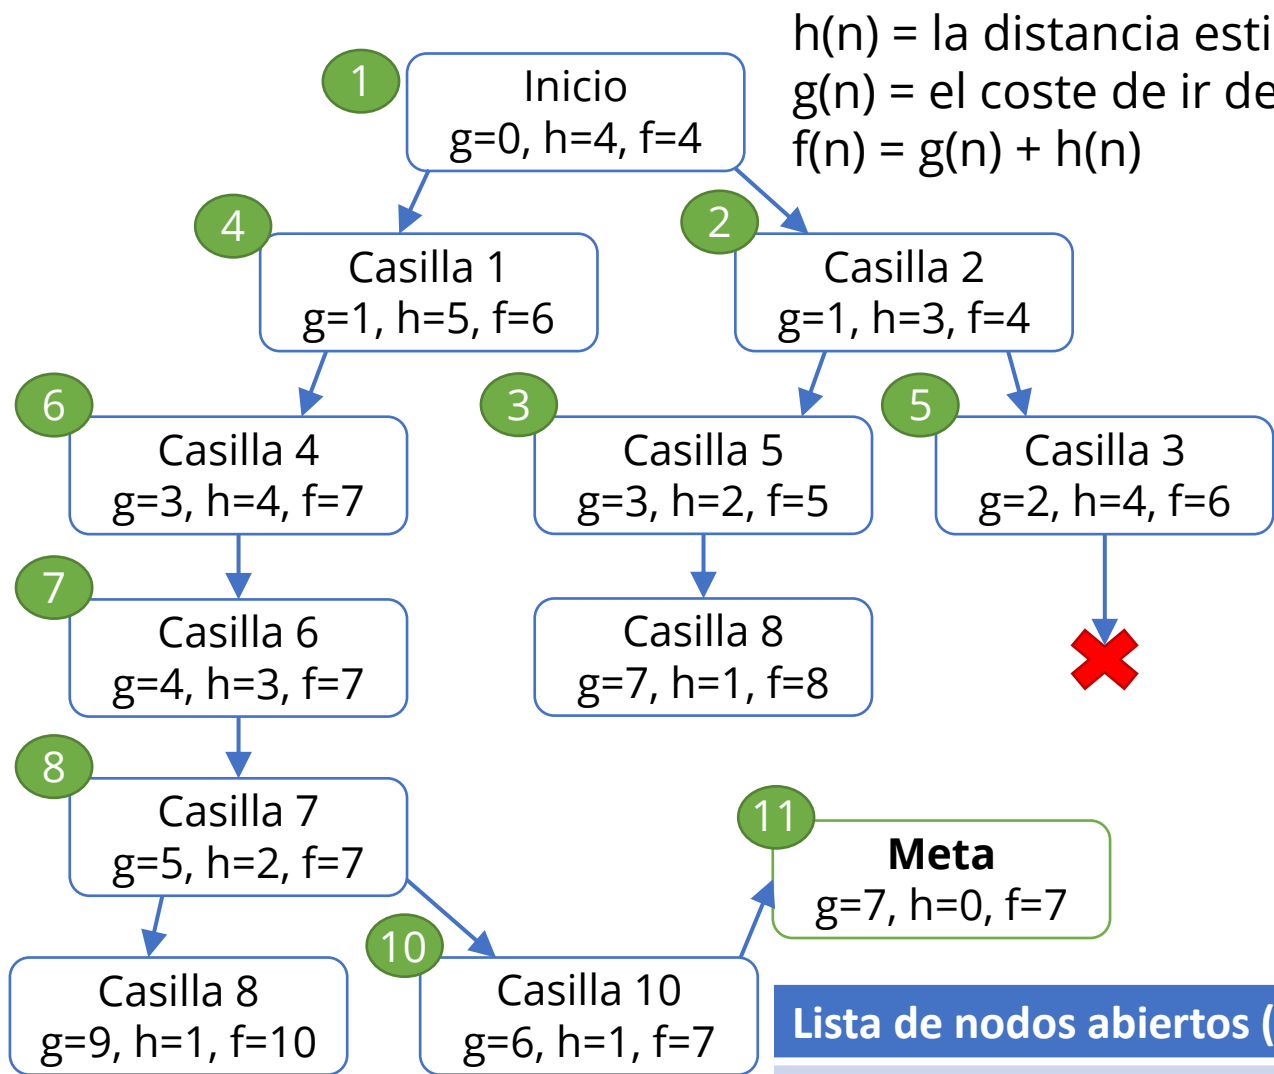 h(n) = la distancia esti
g(n) = el coste de ir de
f(n) = g(n) + h(n)
1
Inicio
g=0, h=4, f=4
4
Casilla 1
g=1, h=5, f=6
2
Casilla 2
g=1, h=3, f=4
6
Casilla 4
g=3, h=4, f=7
3
Casilla 5
g=3, h=2, f=5
5
Casilla 3
g=2, h=4, f=6
7
Casilla 6
g=4, h=3, f=7
Casilla 8
g=7, h=1, f=8
8
Casilla 7
g=5, h=2, f=7
11
Meta
g=7, h=0, f=7
Casilla 8
g=9, h=1, f=10
10
Casilla 10
g=6, h=1, f=7
Lista de nodos abiertos (